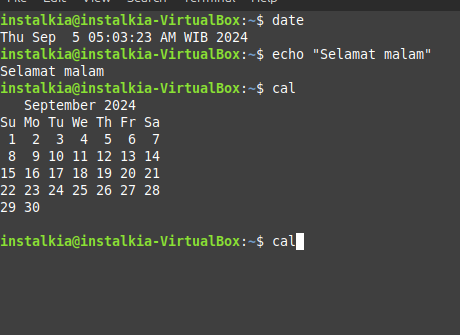 File Edit View Search Terminal Help
instalkia@instalkia-VirtualBox:~$ date
Thu Sep  5 05:03:23 AM WIB 2024
instalkia@instalkia-VirtualBox:~$ echo "Selamat malam"
Selamat malam
instalkia@instalkia-VirtualBox:~$ cal
   September 2024
Su Mo Tu We Th Fr Sa
 1  2  3  4  5  6  7
 8  9 10 11 12 13 14
15 16 17 18 19 20 21
22 23 24 25 26 27 28
29 30
instalkia@instalkia-VirtualBox:~$ cal